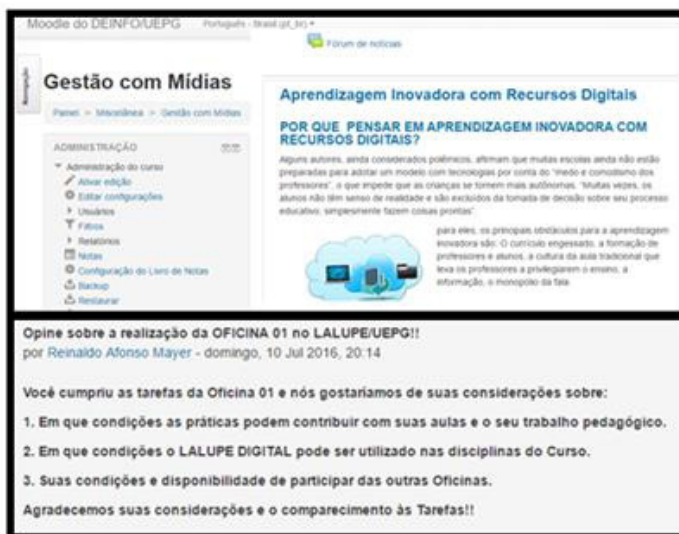 Moodle do DEINFO/UEPG Português - Brasil (pt_br)
Fórum de notícias
Navegação
Gestão com Mídias
Painel > Miscelânea > Gestão com Mídias
ADMINISTRAÇÃO
Administração do curso
Ativar edição
Editar configurações
Usuários
Filtros
Relatórios
Notas
Configuração do Livro de Notas
Backup
Restaurar
Aprendizagem Inovadora com Recursos Digitais
POR QUE PENSAR EM APRENDIZAGEM INOVADORA COM
RECURSOS DIGITAIS?
Alguns autores, ainda considerados polêmicos, afirmam que muitas escolas ainda não estão
preparadas para adotar um modelo com tecnologias por conta do "medo e comodismo dos
professores", o que impede que as crianças se tornem mais autônomas. "Muitas vezes, os
alunos não têm senso de realidade e são excluídos da tomada de decisão sobre seu processo
educativo, simplesmente fazem coisas prontas"
para eles, os principais obstáculos para a aprendizagem
inovadora são: O currículo engessado, a formação de
professores e alunos, a cultura da aula tradicional que
leva os professores a privilegiarem o ensino, a
informação, o monopólio da fala.
Opine sobre a realização da OFICINA 01 no LALUPE/UEPG!!
por Reinaldo Afonso Mayer - domingo, 10 Jul 2016, 20:14
Você cumpriu as tarefas da Oficina 01 e nós gostaríamos de suas considerações sobre:
1. Em que condições as práticas podem contribuir com suas aulas e o seu trabalho pedagógico.
2. Em que condições o LALUPE DIGITAL pode ser utilizado nas disciplinas do Curso.
3. Suas condições e disponibilidade de participar das outras Oficinas.
Agradecemos suas considerações e o comparecimento às Tarefas!!